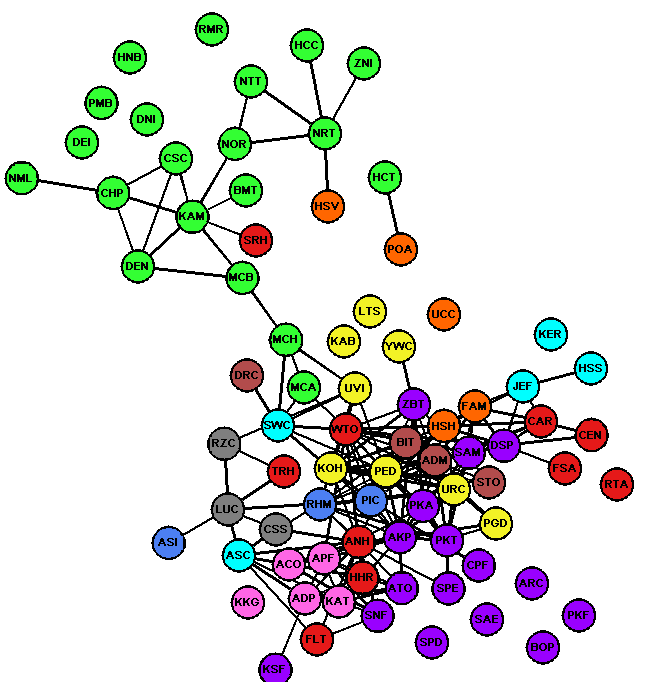 RMR
HCC
HNB
ZNI
NTT
PMB
DNI
NRT
DEI
NOR
CSC
NML
HCT
CHP
BMT
HSV
KAM
SRH
POA
DEN
MCB
LTS
UCC
KER
MCH
KAB
YWC
HSS
DRC
MCA
UVI
JEF
ZBT
FAM
CAR
SWC
WTO
HSH
CEN
RZC
BIT
DSP
SAM
ADM
TRH
KOH
PED
FSA
STO
RTA
URC
PIC
RHM
PKA
LUC
PGD
CSS
ASI
ANH
AKP
PKT
ASC
APF
ACO
CPF
HHR
ARC
ATO
SPE
KKG
ADP
KAT
SNF
PKF
SAE
FLT
SPD
BOP
KSF